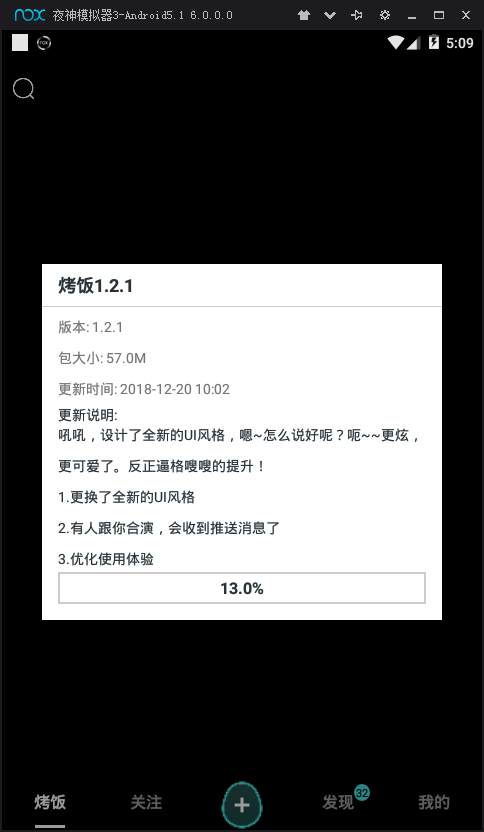 nox 夜神模拟器3-Android5.1 6.0.0.0
nox 5:09
烤饭1.2.1
版本: 1.2.1
包大小: 57.0M
更新时间: 2018-12-20 10:02
更新说明:
吼吼，设计了全新的UI风格，嗯~怎么说好呢？呃~~更炫，
更可爱了。反正逼格嗖嗖的提升！
1.更换了全新的UI风格
2.有人跟你合演，会收到推送消息了
3.优化使用体验
13.0%
烤饭 关注 发现 32 我的